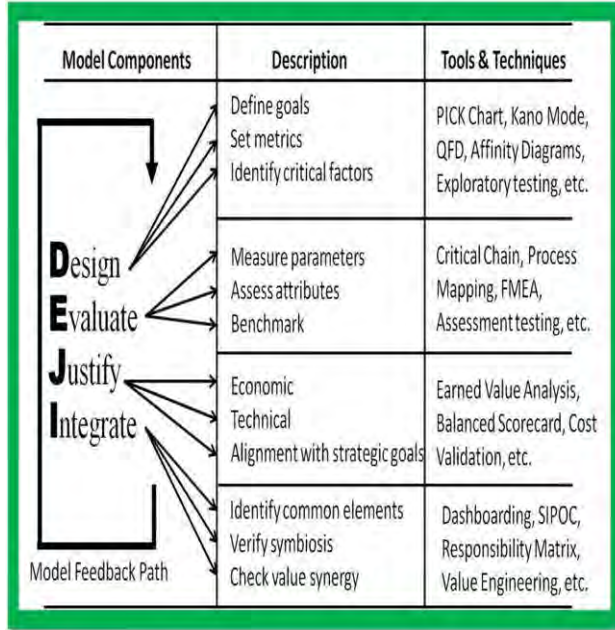 Model Components Description Tools & Techniques
Define goals
Set metrics
Identify critical factors
PICK Chart, Kano Mode,
QFD, Affinity Diagrams,
Exploratory testing, etc.
Design
Measure parameters
Assess attributes
Benchmark
Critical Chain, Process
Mapping, FMEA,
Assessment testing, etc.
Evaluate
Justify
Economic
Technical
Alignment with strategic goals
Earned Value Analysis,
Balanced Scorecard, Cost
Validation, etc.
Integrate
Identify common elements
Verify symbiosis
Check value synergy
Dashboarding, SIPOC,
Responsibility Matrix,
Value Engineering, etc.
Model Feedback Path